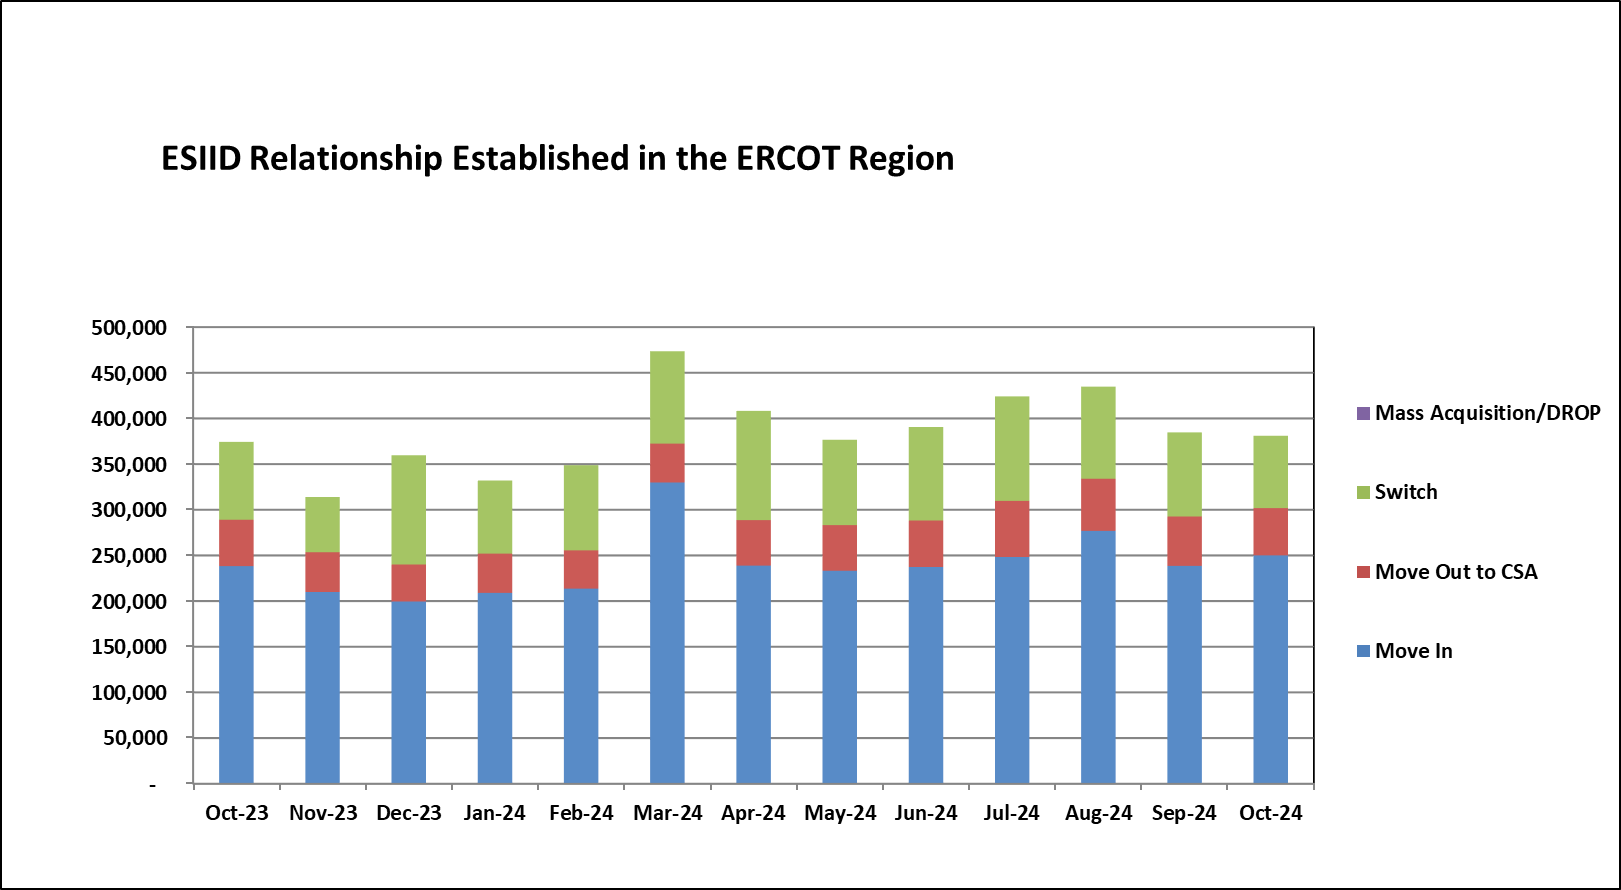 ESIID Relationship Established in the ERCOT Region
500,000
450,000
400,000
350,000
300,000
250,000
200,000
150,000
100,000
50,000
-
Oct-23 Nov-23 Dec-23 Jan-24 Feb-24 Mar-24 Apr-24 May-24 Jun-24 Jul-24 Aug-24 Sep-24 Oct-24
Mass Acquisition/DROP
Switch
Move Out to CSA
Move In